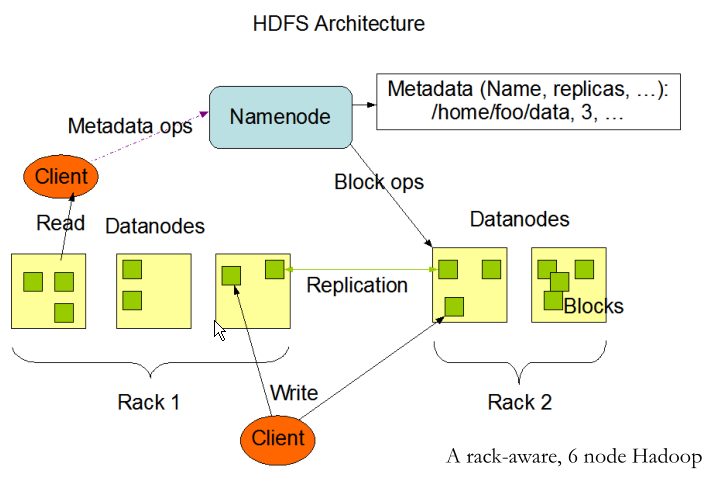 HDFS Architecture
Metadata (Name, replicas, …):
/home/foo/data, 3, …
Namenode
Metadata ops
Client
Block ops
Read
Datanodes
Datanodes
Replication
Blocks
Write
Rack 1
Rack 2
Client
A rack-aware, 6 node Hadoop